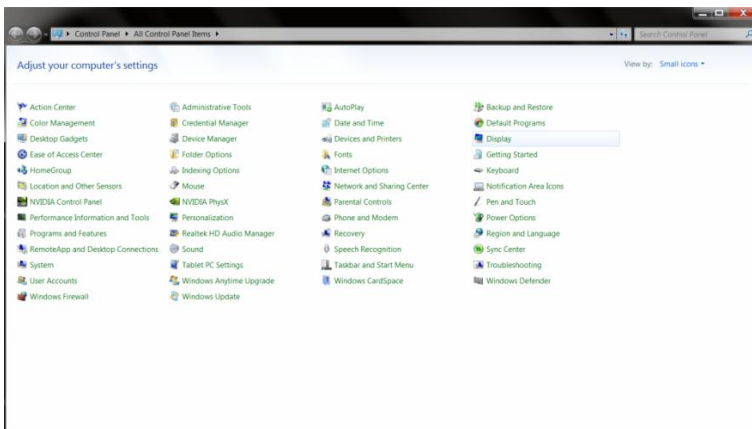 Control Panel All Control Panel Items
Search Control Panel
Adjust your computer's settings
View by: Small icons
Action Center Administrative Tools AutoPlay Backup and Restore
Color Management Credential Manager Date and Time Default Programs
Desktop Gadgets Device Manager Devices and Printers Display
Ease of Access Center Folder Options Fonts Getting Started
HomeGroup Indexing Options Internet Options Keyboard
Location and Other Sensors Mouse Network and Sharing Center Notification Area Icons
NVIDIA Control Panel NVIDIA PhysX Parental Controls Pen and Touch
Performance Information and Tools Personalization Phone and Modem Power Options
Programs and Features Realtek HD Audio Manager Recovery Region and Language
RemoteApp and Desktop Connections Sound Speech Recognition Sync Center
System Tablet PC Settings Taskbar and Start Menu Troubleshooting
User Accounts Windows Anytime Upgrade Windows CardSpace Windows Defender
Windows Firewall Windows Update